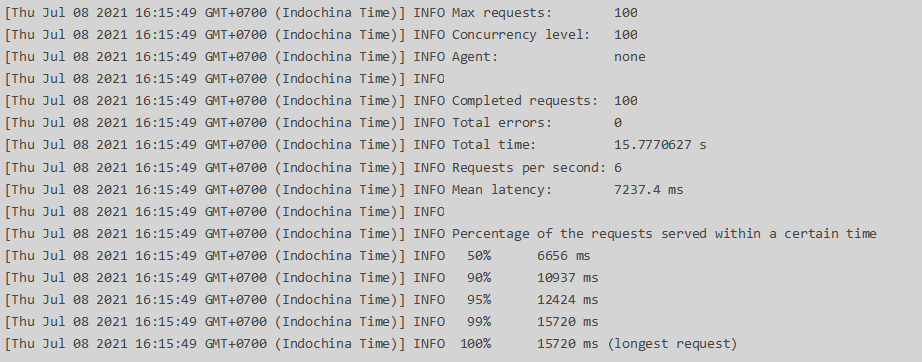 [Thu Jul 08 2021 16:15:49 GMT+0700 (Indochina Time)] INFO Max requests:        100
[Thu Jul 08 2021 16:15:49 GMT+0700 (Indochina Time)] INFO Concurrency level:   100
[Thu Jul 08 2021 16:15:49 GMT+0700 (Indochina Time)] INFO Agent:               none
[Thu Jul 08 2021 16:15:49 GMT+0700 (Indochina Time)] INFO
[Thu Jul 08 2021 16:15:49 GMT+0700 (Indochina Time)] INFO Completed requests:  100
[Thu Jul 08 2021 16:15:49 GMT+0700 (Indochina Time)] INFO Total errors:        0
[Thu Jul 08 2021 16:15:49 GMT+0700 (Indochina Time)] INFO Total time:          15.7770627 s
[Thu Jul 08 2021 16:15:49 GMT+0700 (Indochina Time)] INFO Requests per second: 6
[Thu Jul 08 2021 16:15:49 GMT+0700 (Indochina Time)] INFO Mean latency:        7237.4 ms
[Thu Jul 08 2021 16:15:49 GMT+0700 (Indochina Time)] INFO
[Thu Jul 08 2021 16:15:49 GMT+0700 (Indochina Time)] INFO Percentage of the requests served within a certain time
[Thu Jul 08 2021 16:15:49 GMT+0700 (Indochina Time)] INFO   50%      6656 ms
[Thu Jul 08 2021 16:15:49 GMT+0700 (Indochina Time)] INFO   90%      10937 ms
[Thu Jul 08 2021 16:15:49 GMT+0700 (Indochina Time)] INFO   95%      12424 ms
[Thu Jul 08 2021 16:15:49 GMT+0700 (Indochina Time)] INFO   99%      15720 ms
[Thu Jul 08 2021 16:15:49 GMT+0700 (Indochina Time)] INFO  100%      15720 ms (longest request)